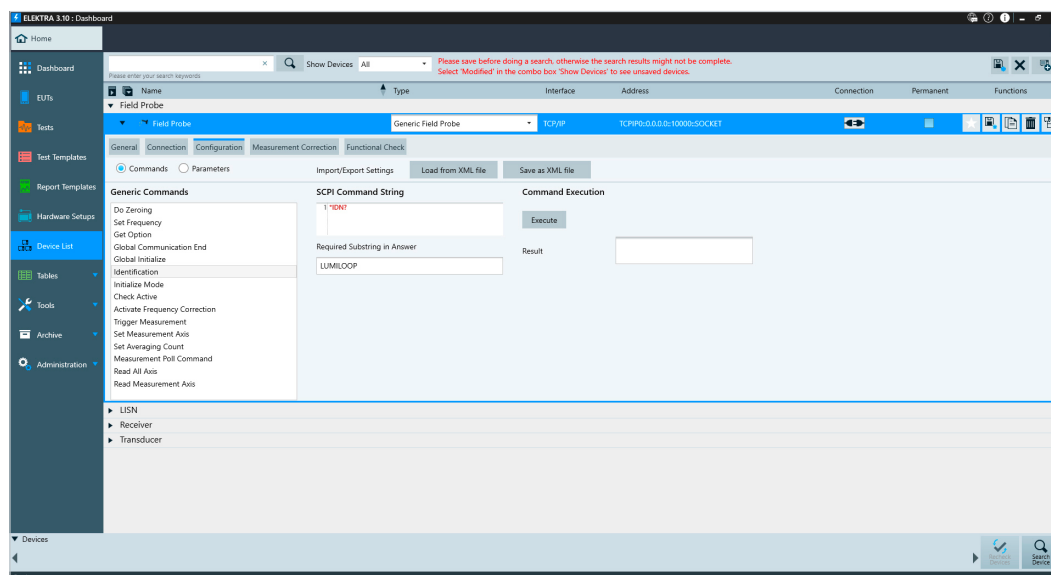 ELEKTRA 3.10 : Dashboard
Home
Dashboard
EUTs
Tests
Test Templates
Report Templates
Hardware Setups
Device List
Tables
Tools
Archive
Administration
Please enter your search keywords
Show Devices All
Please save before doing a search, otherwise the search results might not be complete.
Select 'Modified' in the combo box 'Show Devices' to see unsaved devices.
Name Type Interface Address Connection Permanent Functions
Field Probe
Field Probe Generic Field Probe TCP/IP TCPIP0::0.0.0.0::10000::SOCKET
General Connection Configuration Measurement Correction Functional Check
Commands Parameters Import/Export Settings Load from XML file Save as XML file
Generic Commands
Do Zeroing
Set Frequency
Get Option
Global Communication End
Global Initialize
Identification
Initialize Mode
Check Active
Activate Frequency Correction
Trigger Measurement
Set Measurement Axis
Set Averaging Count
Measurement Poll Command
Read All Axis
Read Measurement Axis
SCPI Command String
1 *IDN?
Required Substring in Answer
LUMILOOP
Command Execution
Execute
Result
LISN
Receiver
Transducer
Devices
Search
Device